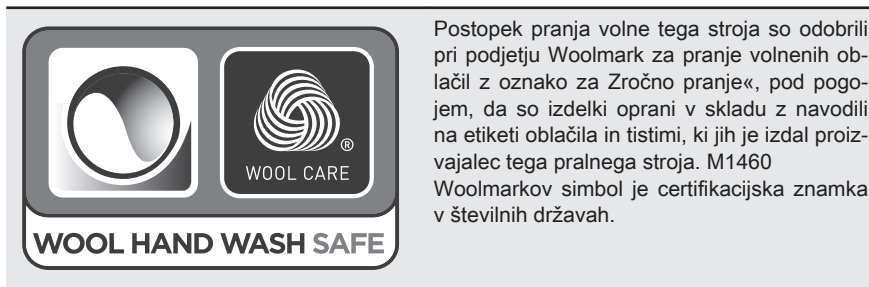 WOOL CARE
®
WOOL HAND WASH SAFE
Postopek pranja volne tega stroja so odobrili
pri podjetju Woolmark za pranje volnenih ob-
lačil z oznako za Zročno pranje«, pod pogo-
jem, da so izdelki oprani v skladu z navodili
na etiketi oblačila in tistimi, ki jih je izdal proiz-
vajalec tega pralnega stroja. M1460
Woolmarkov simbol je certifikacijska znamka
v številnih državah.